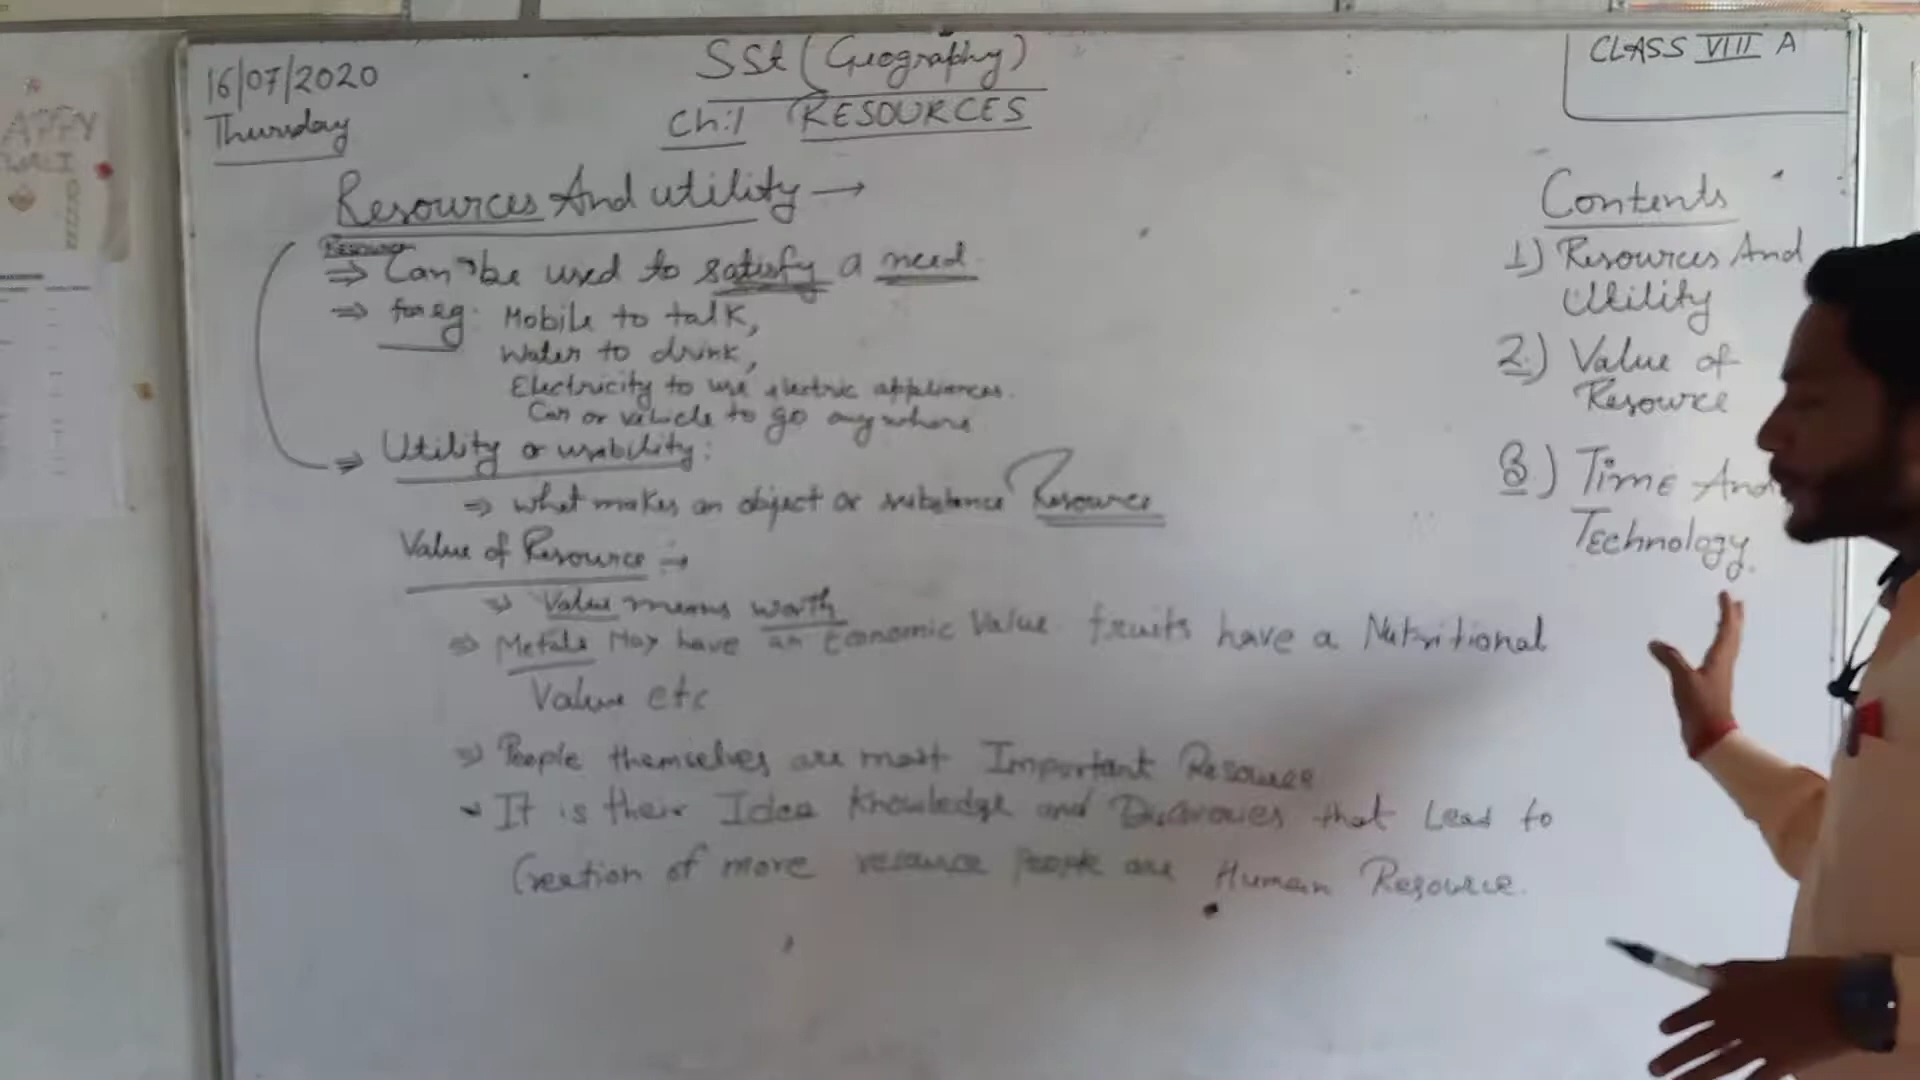 16/07/2020
Thursday
SSt (Geography)
Ch:1 RESOURCES
CLASS VIII A
Resources And utility →
Resources
⇒ Can be used to satisfy a need.
⇒ for eg: Mobile to talk,
Water to drink,
Electricity to use electric appliances.
Car or vehicle to go anywhere
⇒ Utility or usability:
⇒ what makes an object or substance Resource
Value of Resource :→
⇒ Value means worth
⇒ Metals May have an Economic Value fruits have a Nutritional
Value etc
⇒ People themselves are most Important Resource
It is their Idea Knowledge and that Lead to
Creation of more resource People are Human Resource.
Contents
1) Resources And
Utility
2) Value of
Resource
3) Time And
Technology.